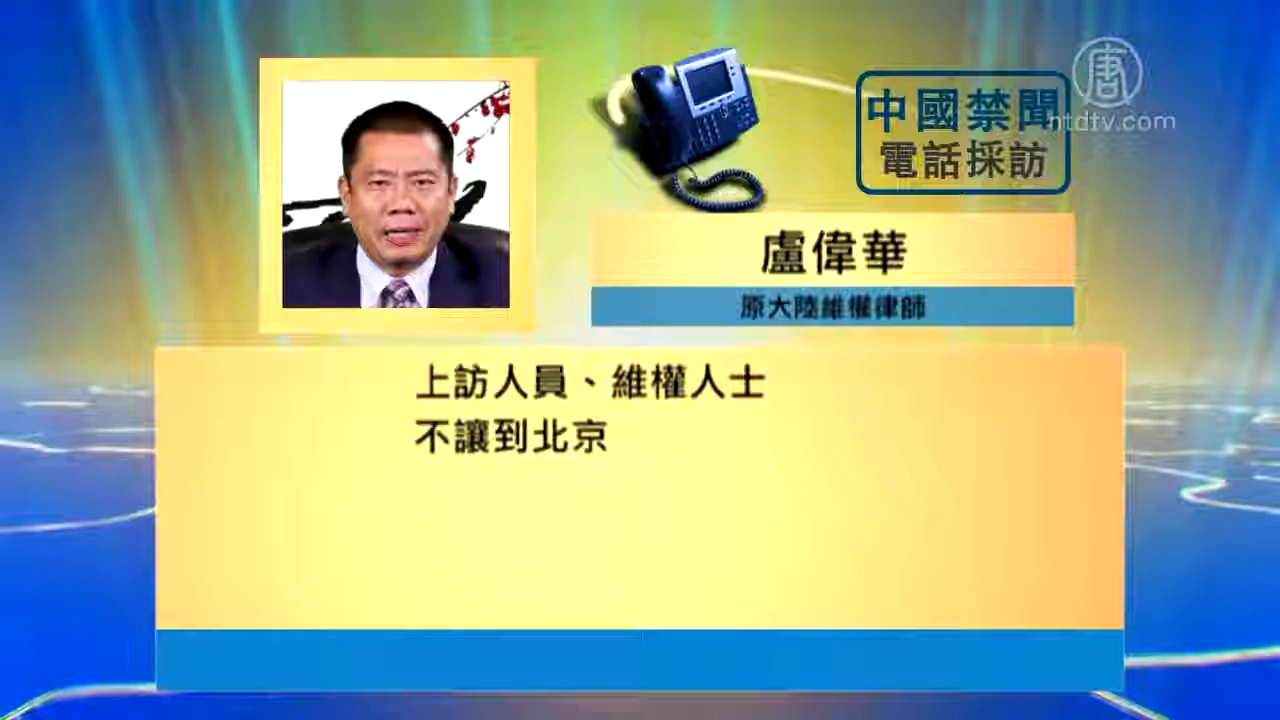 唐
中國禁聞
ntdtv.com
電話採訪
盧偉華
原大陸維權律師
上訪人員、維權人士
不讓到北京